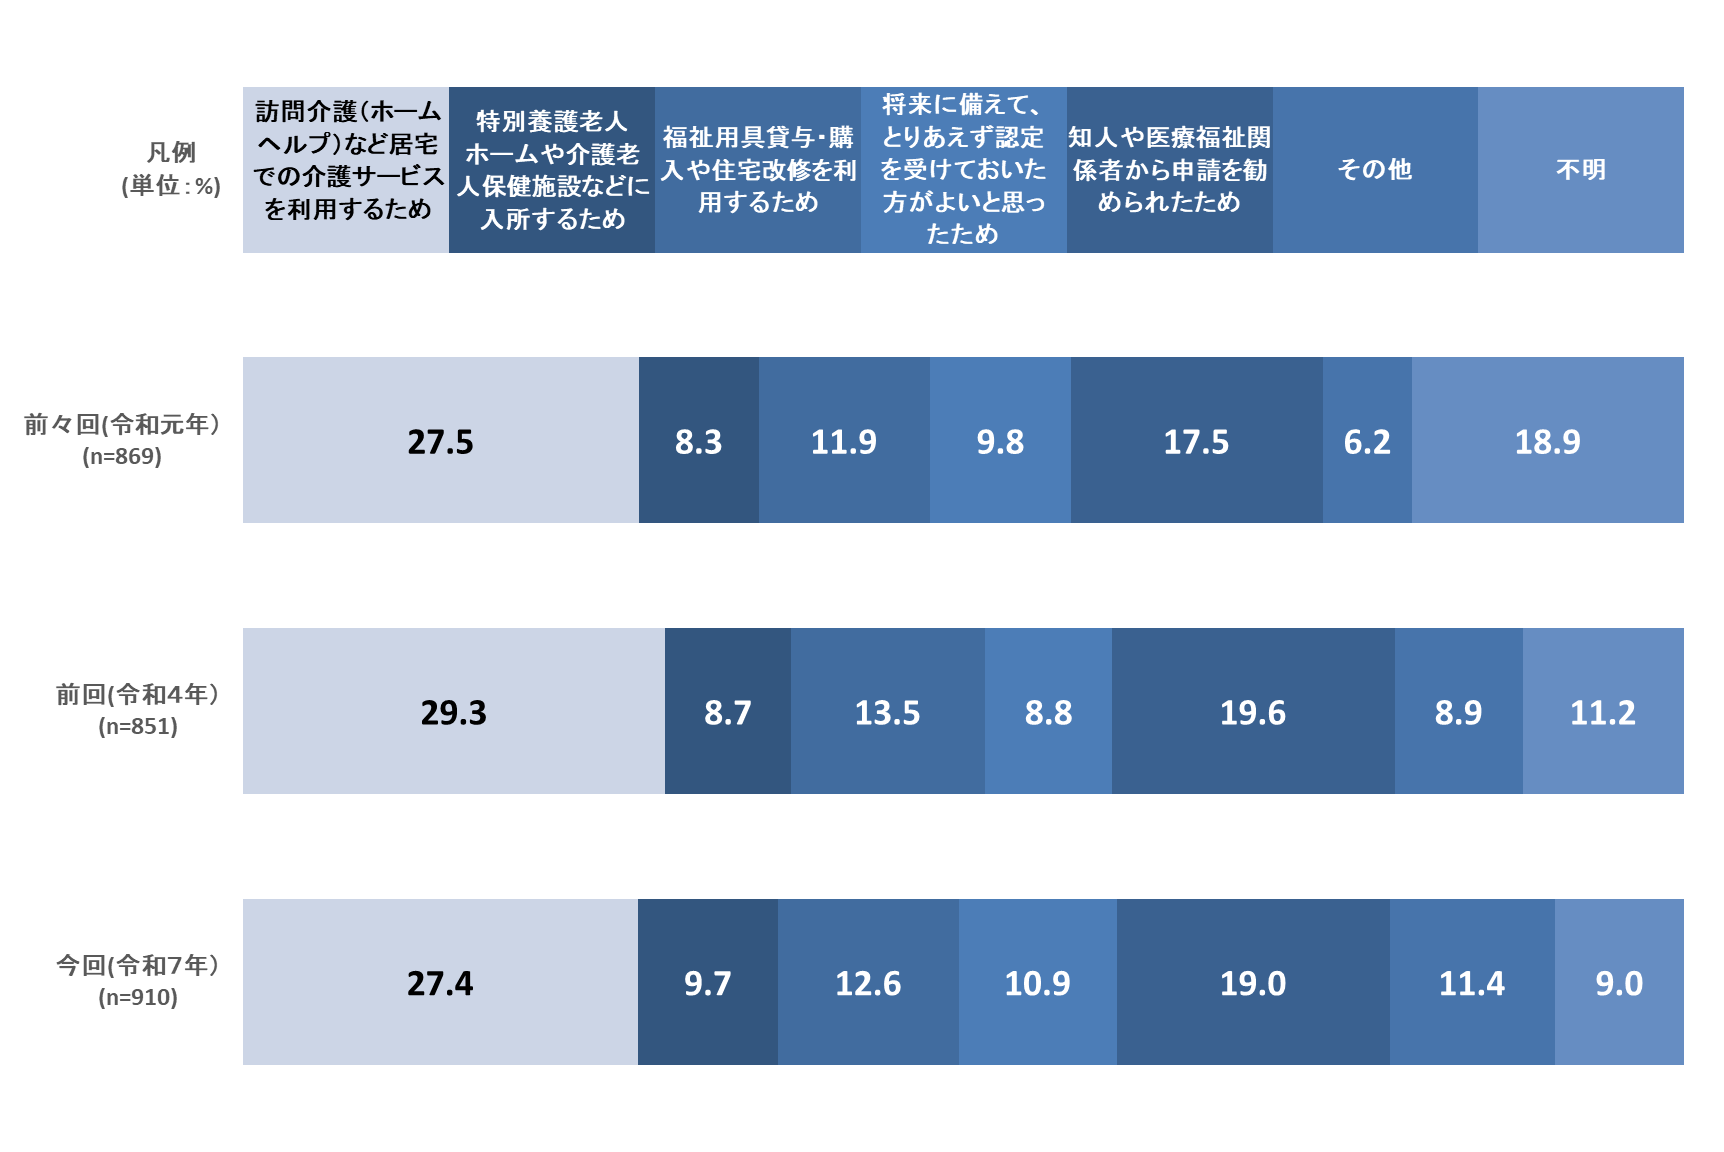 凡例
(単位：%)
訪問介護（ホーム
ヘルプ）など居宅
での介護サービス
を利用するため
特別養護老人
ホームや介護老
人保健施設などに
入所するため
福祉用具貸与・購
入や住宅改修を利
用するため
将来に備えて、
とりあえず認定
を受けておいた
方がよいと思っ
たため
知人や医療福祉関
係者から申請を勧
められたため
その他
不明
前々回(令和元年）
(n=869)
27.5
8.3
11.9
9.8
17.5
6.2
18.9
前回(令和4年）
(n=851)
29.3
8.7
13.5
8.8
19.6
8.9
11.2
今回(令和7年）
(n=910)
27.4
9.7
12.6
10.9
19.0
11.4
9.0